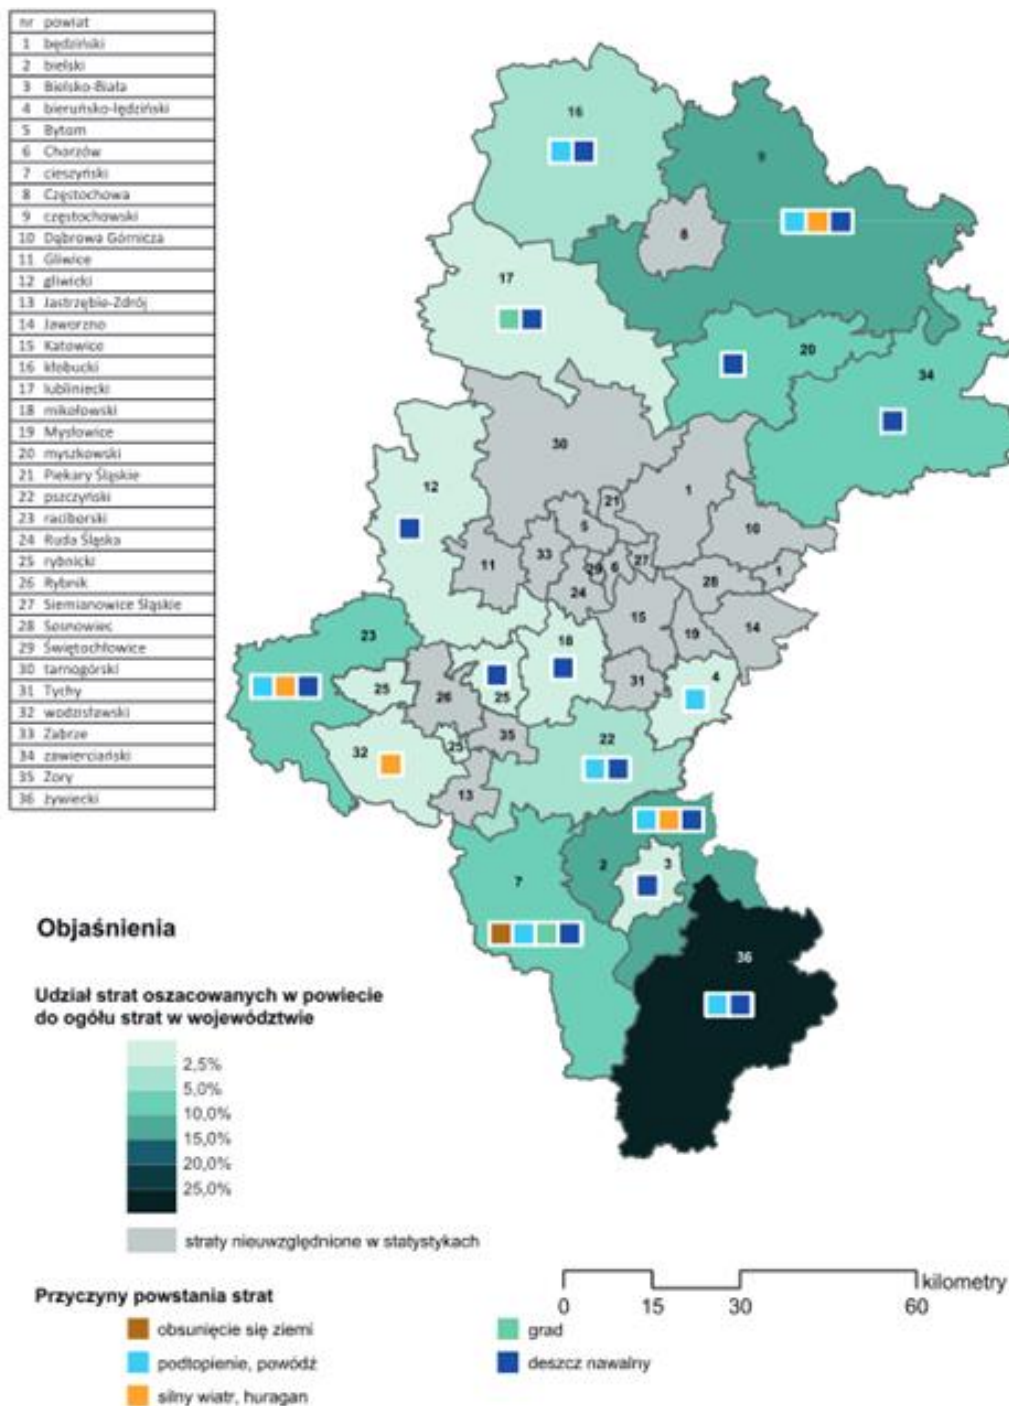 nr powiat
1 będziński
2 bielski
3 Bielsko-Biała
4 bieruńsko-lędziński
5 Bytom
6 Chorzów
7 cieszyński
8 Częstochowa
9 częstochowski
10 Dąbrowa Górnicza
11 Gliwice
12 gliwicki
13 Jastrzębie-Zdrój
14 Jaworzno
15 Katowice
16 kłobucki
17 lubliniecki
18 mikołowski
19 Mysłowice
20 myszkowski
21 Piekary Śląskie
22 pszczyński
23 raciborski
24 Ruda Śląska
25 rybnicki
26 Rybnik
27 Siemianowice Śląskie
28 Sosnowiec
29 Świętochłowice
30 tarnogórski
31 Tychy
32 wodzisławski
33 Zabrze
34 zawierciański
35 Żory
36 żywiecki
16
9
8
17
20
34
30
12
1
21
10
5
33
11
29
6
27
24
28
1
15
19
14
23
18
31
4
25
26
25
35
32
25
22
13
2
3
7
36
Objaśnienia
Udział strat oszacowanych w powiecie
do ogółu strat w województwie
2,5%
5,0%
10,0%
15,0%
20,0%
25,0%
straty nieuwzględnione w statystykach
kilometry
0 15 30 60
Przyczyny powstania strat
obsunięcie się ziemi
grad
podtopienie, powódź
deszcz nawalny
silny wiatr, huragan